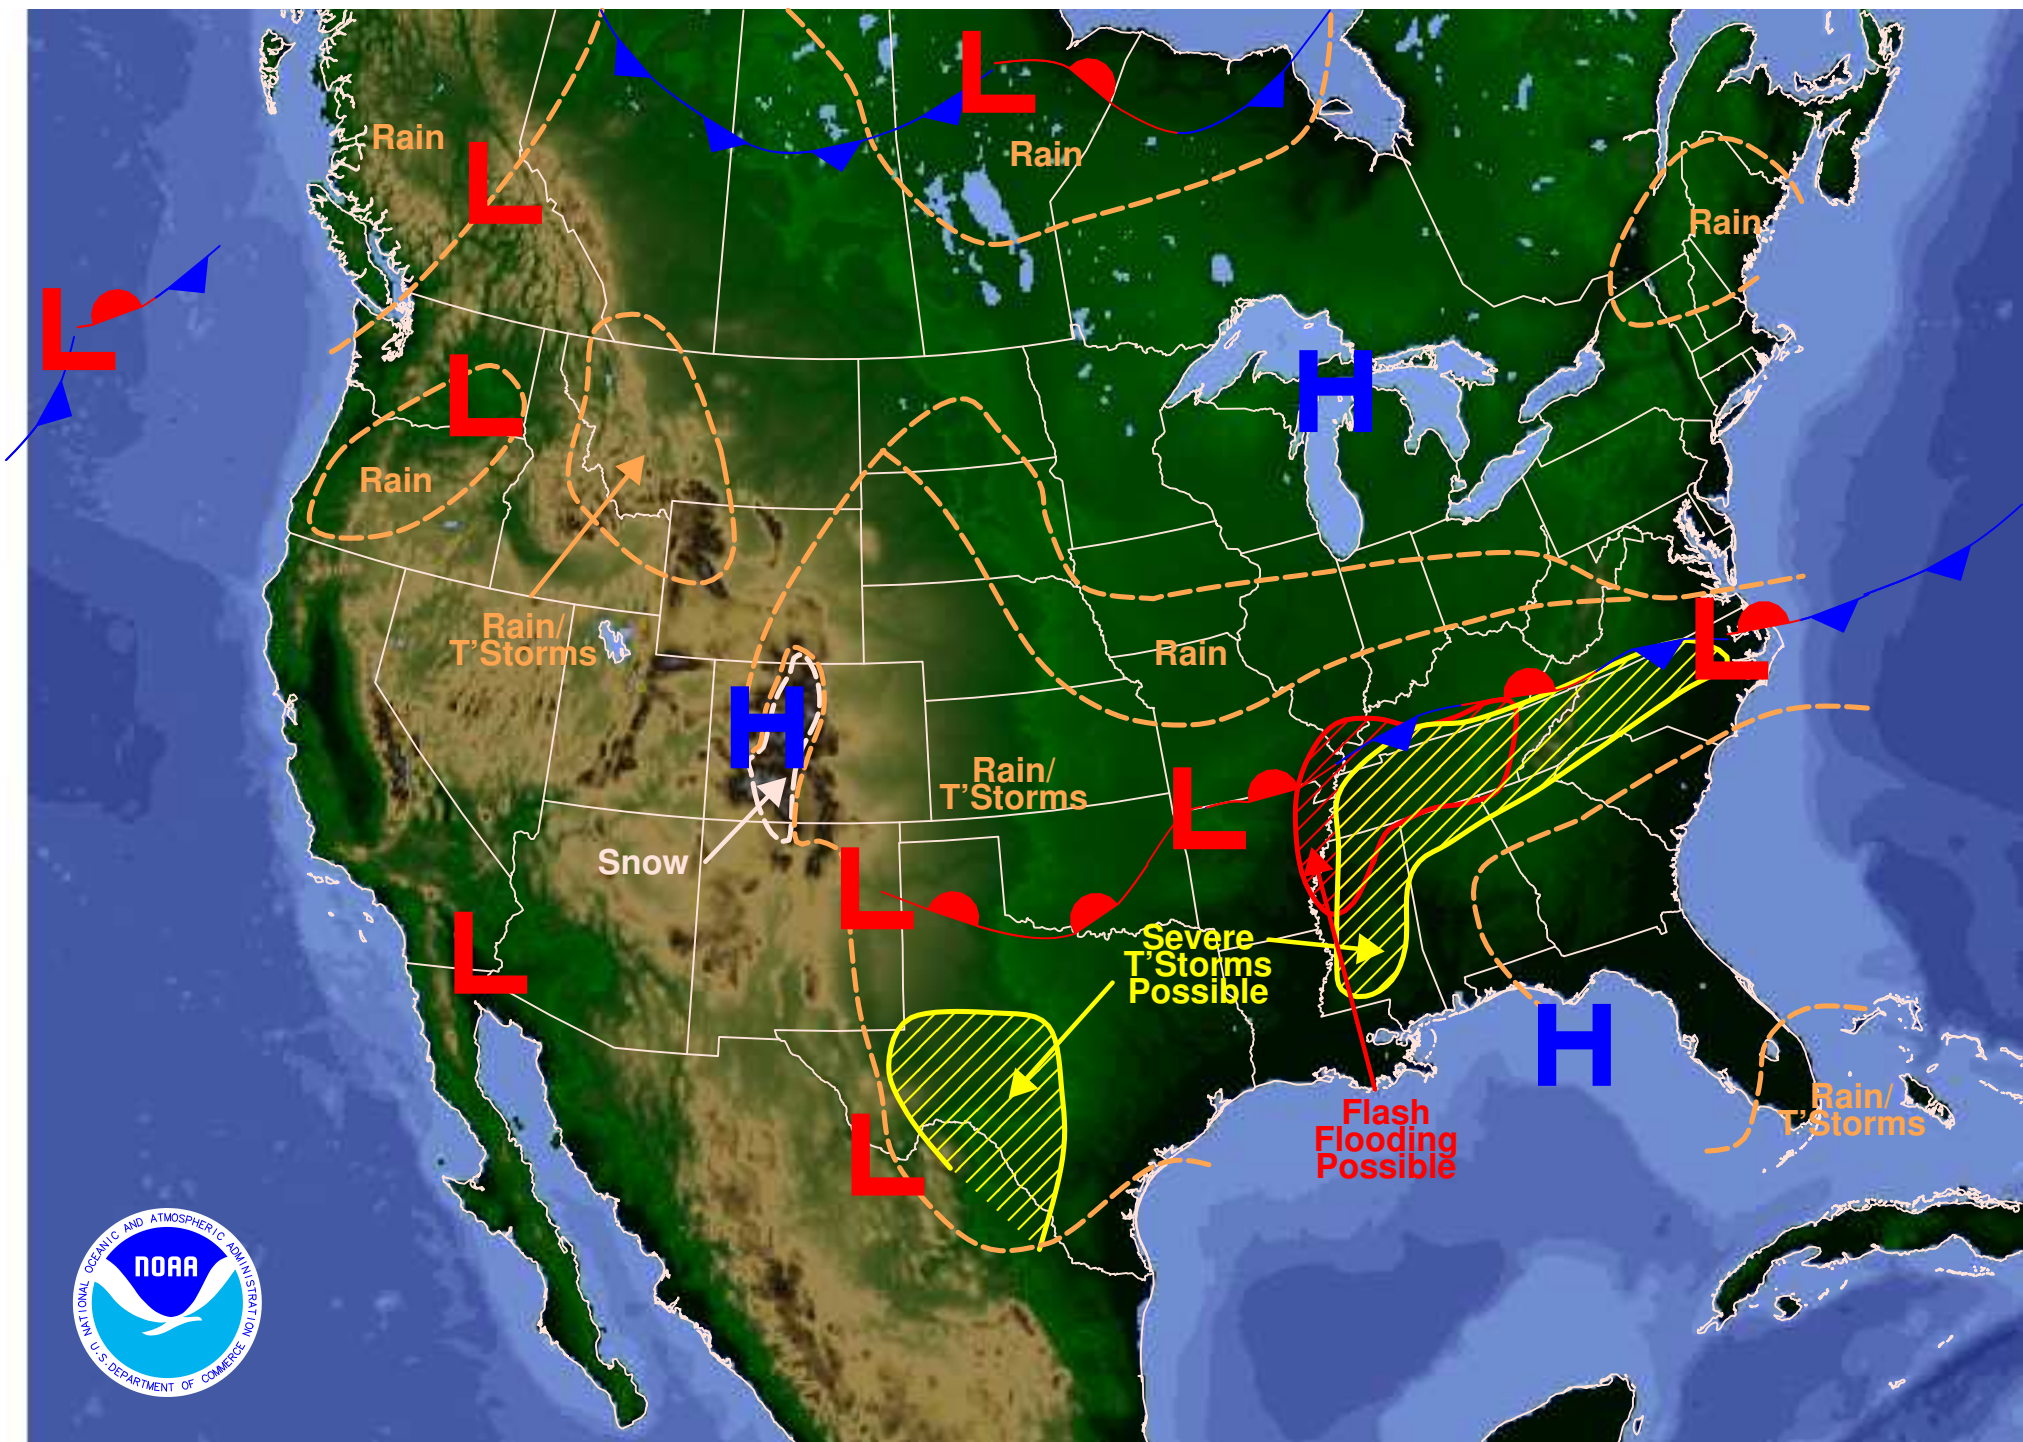 L
Rain
Rain
L
Rain
L
H
L
Rain
Rain/
T'Storms
L
Rain
H
Snow
Rain/
T'Storms
L
L
L
Severe
T'Storms
Possible
H
Rain/
T'Storms
L
Flash
Flooding
Possible
NATIONAL OCEANIC AND ATMOSPHERIC ADMINISTRATION
NOAA
U.S. DEPARTMENT OF COMMERCE